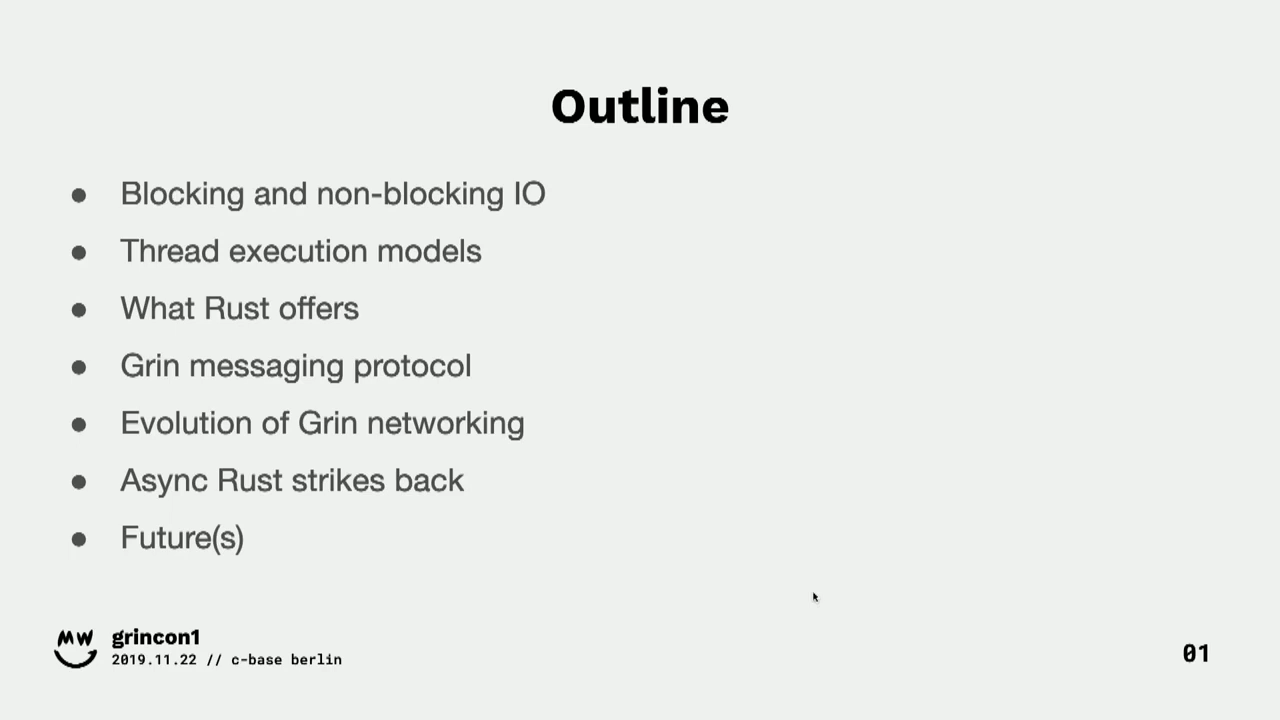 Outline
● Blocking and non-blocking IO
● Thread execution models
● What Rust offers
● Grin messaging protocol
● Evolution of Grin networking
● Async Rust strikes back
● Future(s)
MW
grincon1
2019.11.22 // c-base berlin
01